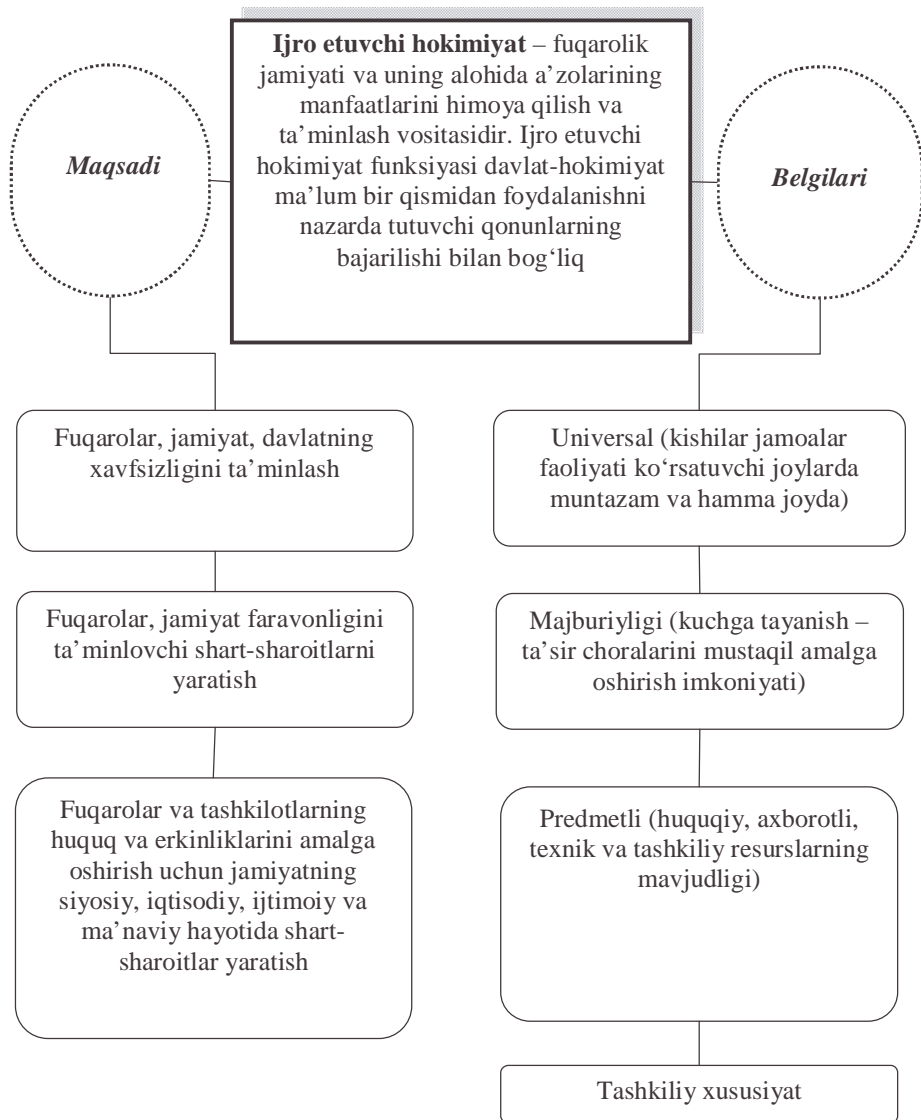 Ijro etuvchi hokimiyat – fuqarolik
jamiyati va uning alohida a’zolarining
manfaatlarini himoya qilish va
ta’minlash vositasidir. Ijro etuvchi
hokimiyat funksiyasi davlat-hokimiyat
ma’lum bir qismidan foydalanishni
nazarda tutuvchi qonunlarning
bajarilishi bilan bog‘liq
Maqsadi
Belgilari
Fuqarolar, jamiyat, davlatning
xavfsizligini ta’minlash
Fuqarolar, jamiyat faravonligini
ta’minlovchi shart-sharoitlarni
yaratish
Fuqarolar va tashkilotlarning
huquq va erkinliklarini amalga
oshirish uchun jamiyatning
siyosiy, iqtisodiy, ijtimoiy va
ma’naviy hayotida shart-
sharoitlar yaratish
Universal (kishilar jamoalar
faoliyati ko‘rsatuvchi joylarda
muntazam va hamma joyda)
Majburiyligi (kuchga tayanish –
ta’sir choralarini mustaqil amalga
oshirish imkoniyati)
Predmetli (huquqiy, axborotli,
texnik va tashkiliy resurslarning
mavjudligi)
Tashkiliy xususiyat